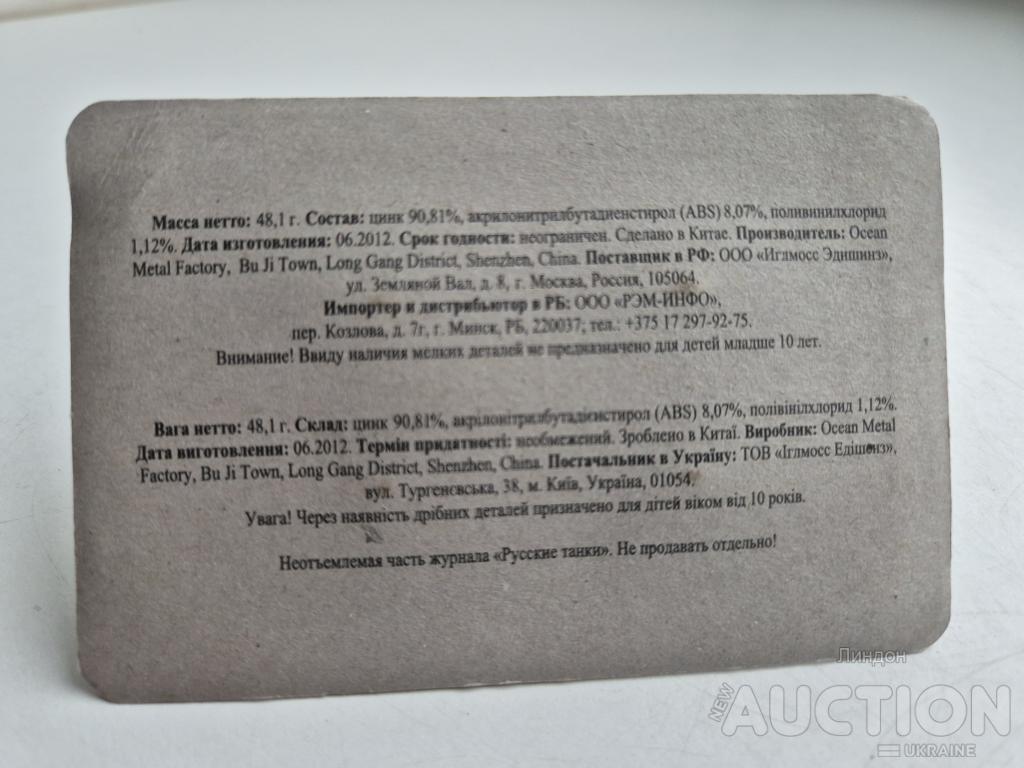 Масса нетто: 48,1 г. Состав: цинк 90,81%, акрилонитрилбутадиенстирол (ABS) 8,07%, поливинилхлорид
1,12%. Дата изготовления: 06.2012. Срок годности: неограничен. Сделано в Китае. Производитель: Ocean
Metal Factory, Bu Ji Town, Long Gang District, Shenzhen, China. Поставщик в РФ: ООО «Иглмосс Эдишинз»,
ул. Земляной Вал, д. 8, г. Москва, Россия, 105064.
Импортер и дистрибьютор в РБ: ООО «РЭМ-ИНФО»,
пер. Козлова, д. 7г, г. Минск, РБ, 220037; тел.: +375 17 297-92-75.
Внимание! Ввиду наличия мелких деталей не предназначено для детей младше 10 лет.
Вага нетто: 48,1 г. Склад: цинк 90,81%, акрілонітрилбутадієнстирол (ABS) 8,07%, полівінілхлорид 1,12%.
Дата виготовлення: 06.2012. Термін придатності: необмежений. Зроблено в Китаї. Виробник: Ocean Metal
Factory, Bu Ji Town, Long Gang District, Shenzhen, China. Постачальник в Україну: ТОВ «Іглмосс Едішенз»,
вул. Тургенєвська, 38, м. Київ, Україна, 01054.
Увага! Через наявність дрібних деталей призначено для дітей віком від 10 років.
Неотъемлемая часть журнала «Русские танки». Не продавать отдельно!
Линдон
NEW AUCTION
UKRAINE